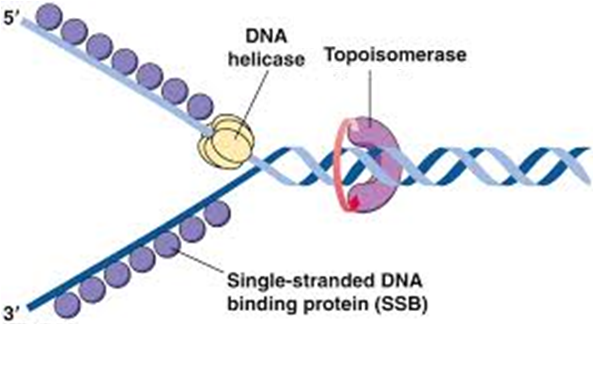 5′
DNA
helicase
Topoisomerase
Single-stranded DNA
binding protein (SSB)
3′